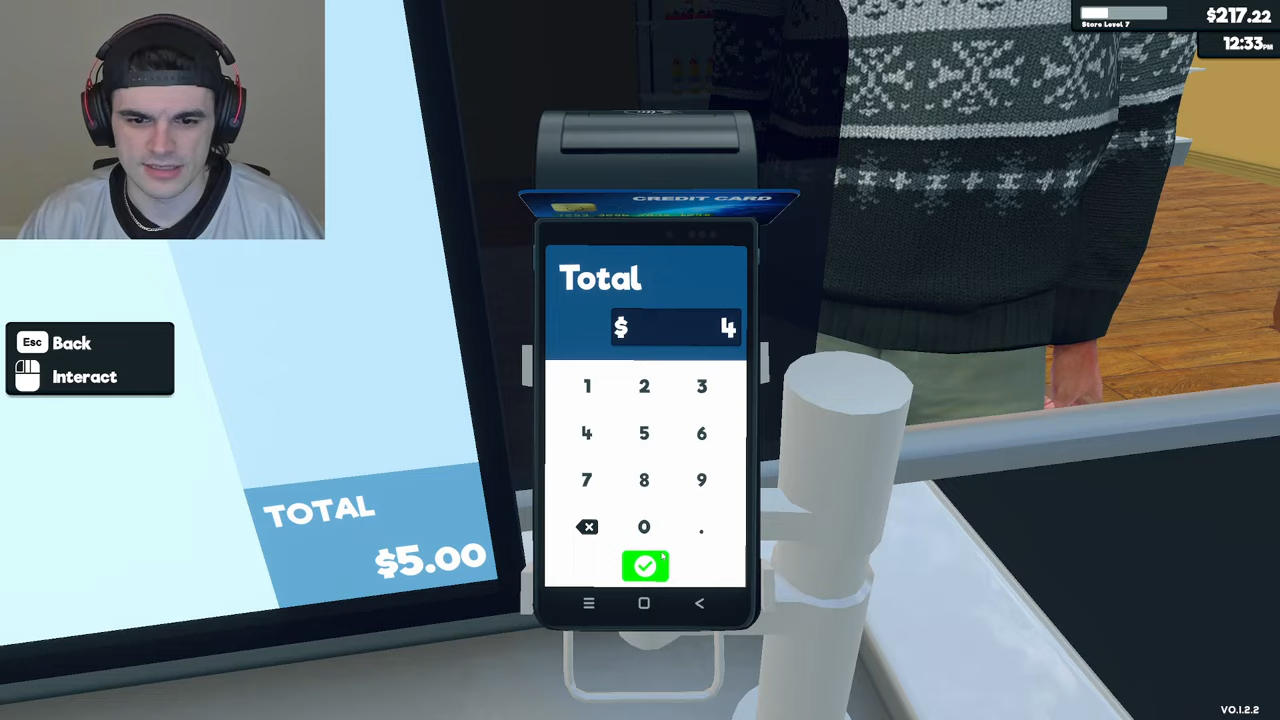 Store Level 7
$217.22
12:33PM
CREDIT CARD
Total
$ 4
Esc Back
Interact
1 2 3
4 5 6
7 8 9
0 .
TOTAL
$5.00
V0.1.2.2